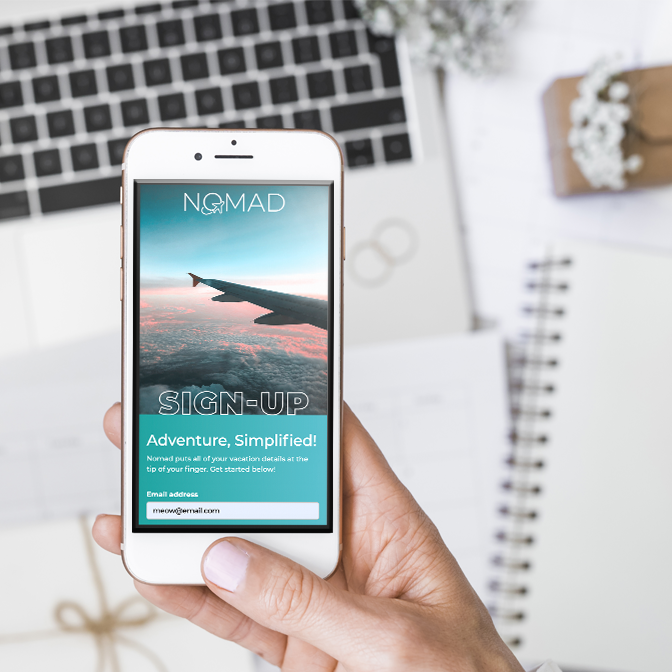 NOMAD
SIGN-UP
Adventure, Simplified!
Nomad puts all of your vacation details at the
tip of your finger. Get started below!
Email address
meow@email.com